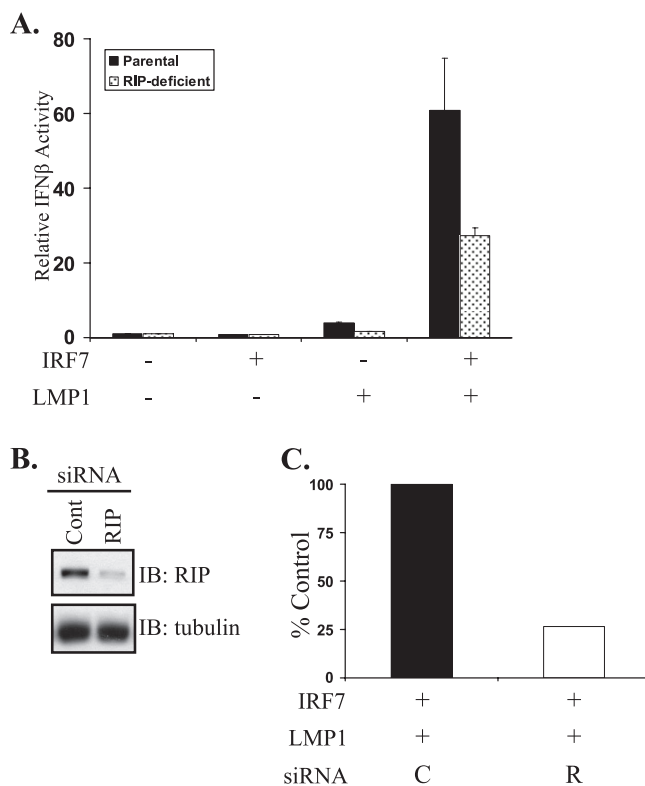 A.
80
60
40
20
0
Relative IFNβ Activity
Parental
RIP-deficient
IRF7 - + - +
LMP1 - - + +
B.
siRNA
Cont RIP
IB: RIP
IB: tubulin
C.
100
75
50
25
0
% Control
IRF7 + +
LMP1 + +
siRNA C R